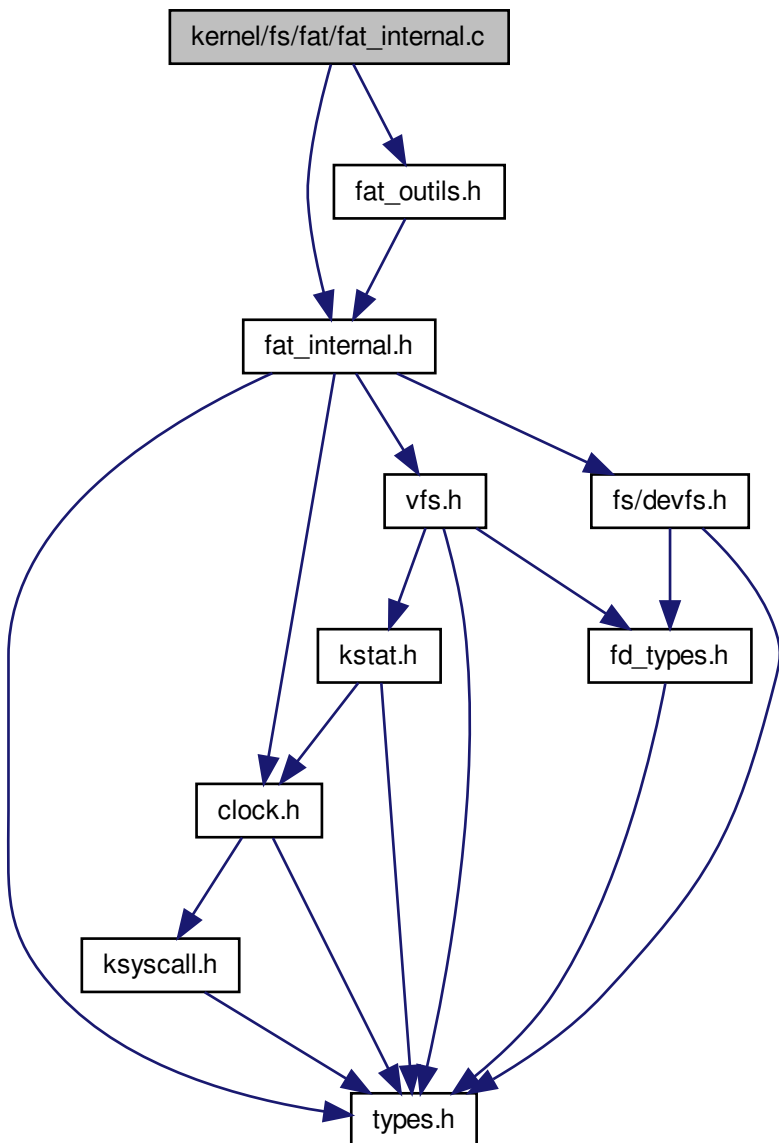 kernel/fs/fat/fat_internal.c
fat_outils.h
fat_internal.h
vfs.h
fs/devfs.h
kstat.h
fd_types.h
clock.h
ksyscall.h
types.h